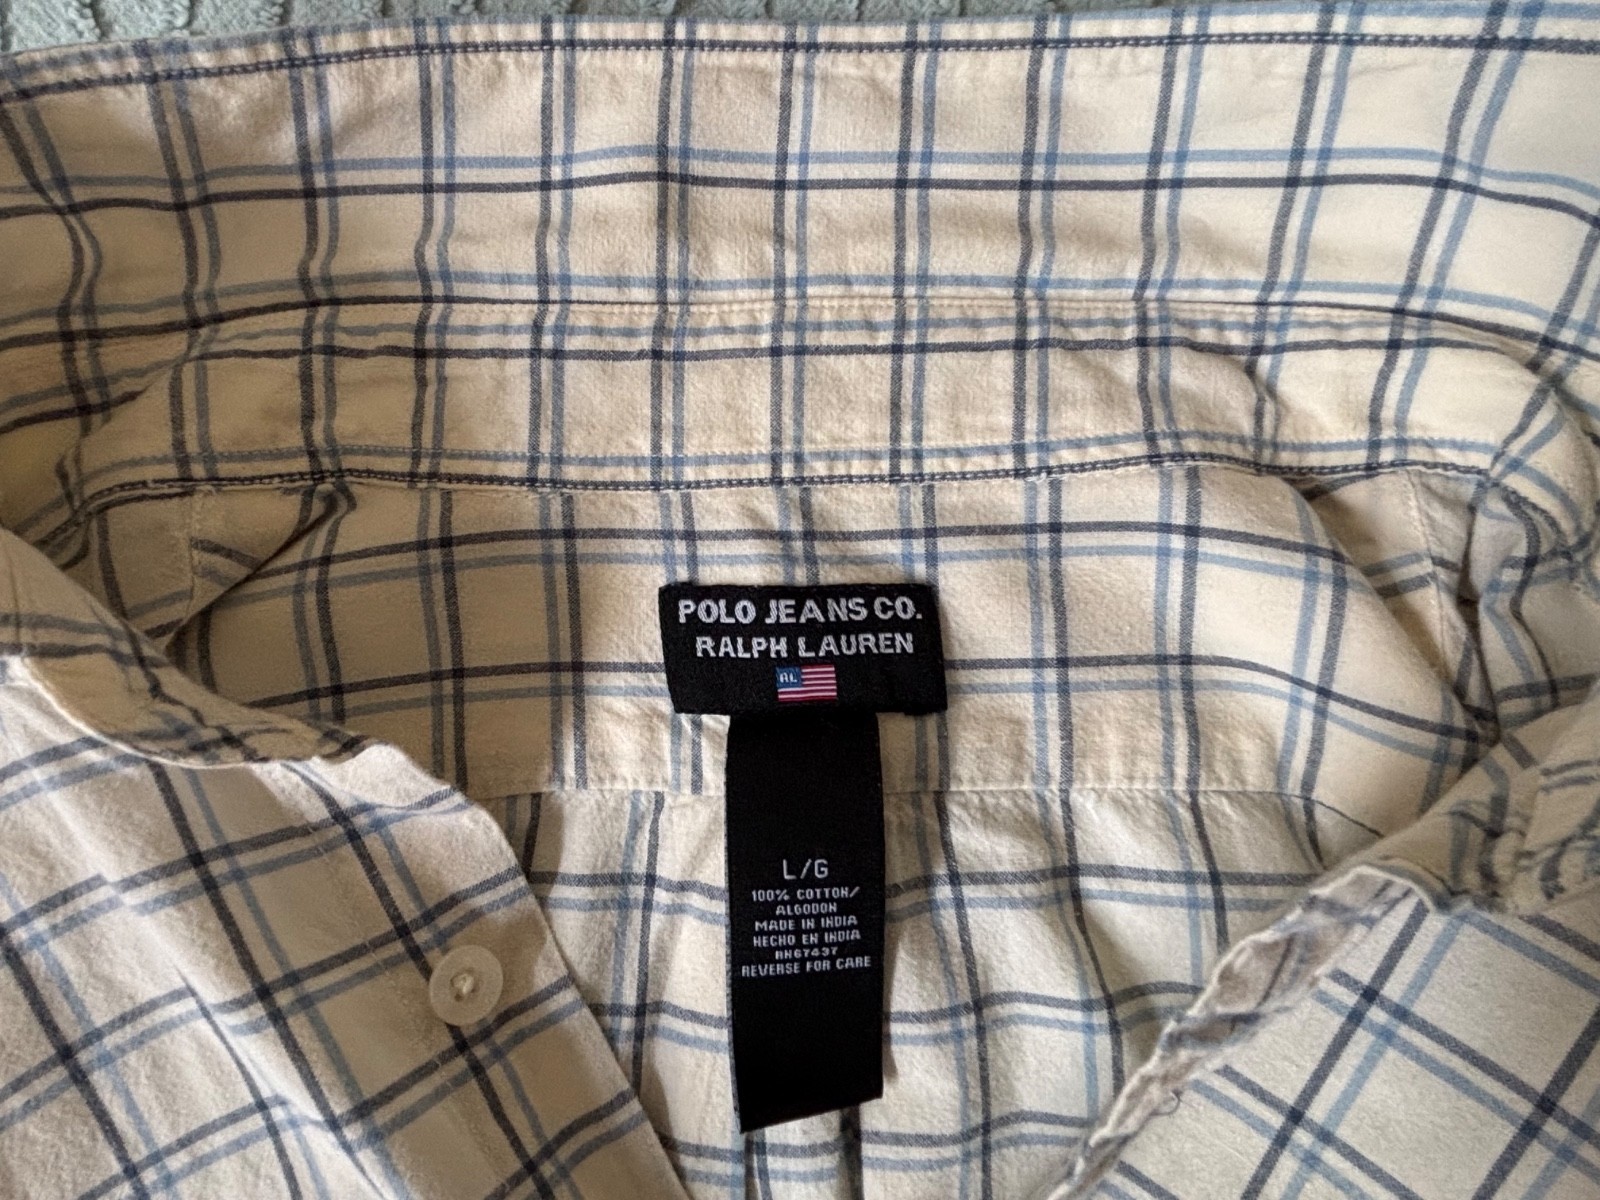 POLO JEANS CO.
RALPH LAUREN
RL
L/G
100% COTTON/
ALGODON
MADE IN INDIA
HECHO EN INDIA
RN67437
REVERSE FOR CARE